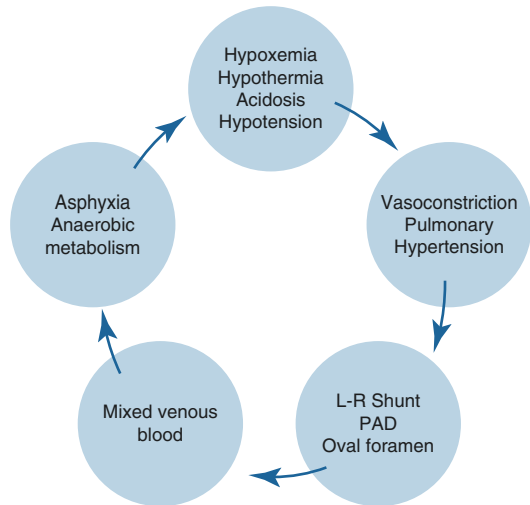 Hypoxemia
Hypothermia
Acidosis
Hypotension
Vasoconstriction
Pulmonary
Hypertension
L-R Shunt
PAD
Oval foramen
Mixed venous
blood
Asphyxia
Anaerobic
metabolism